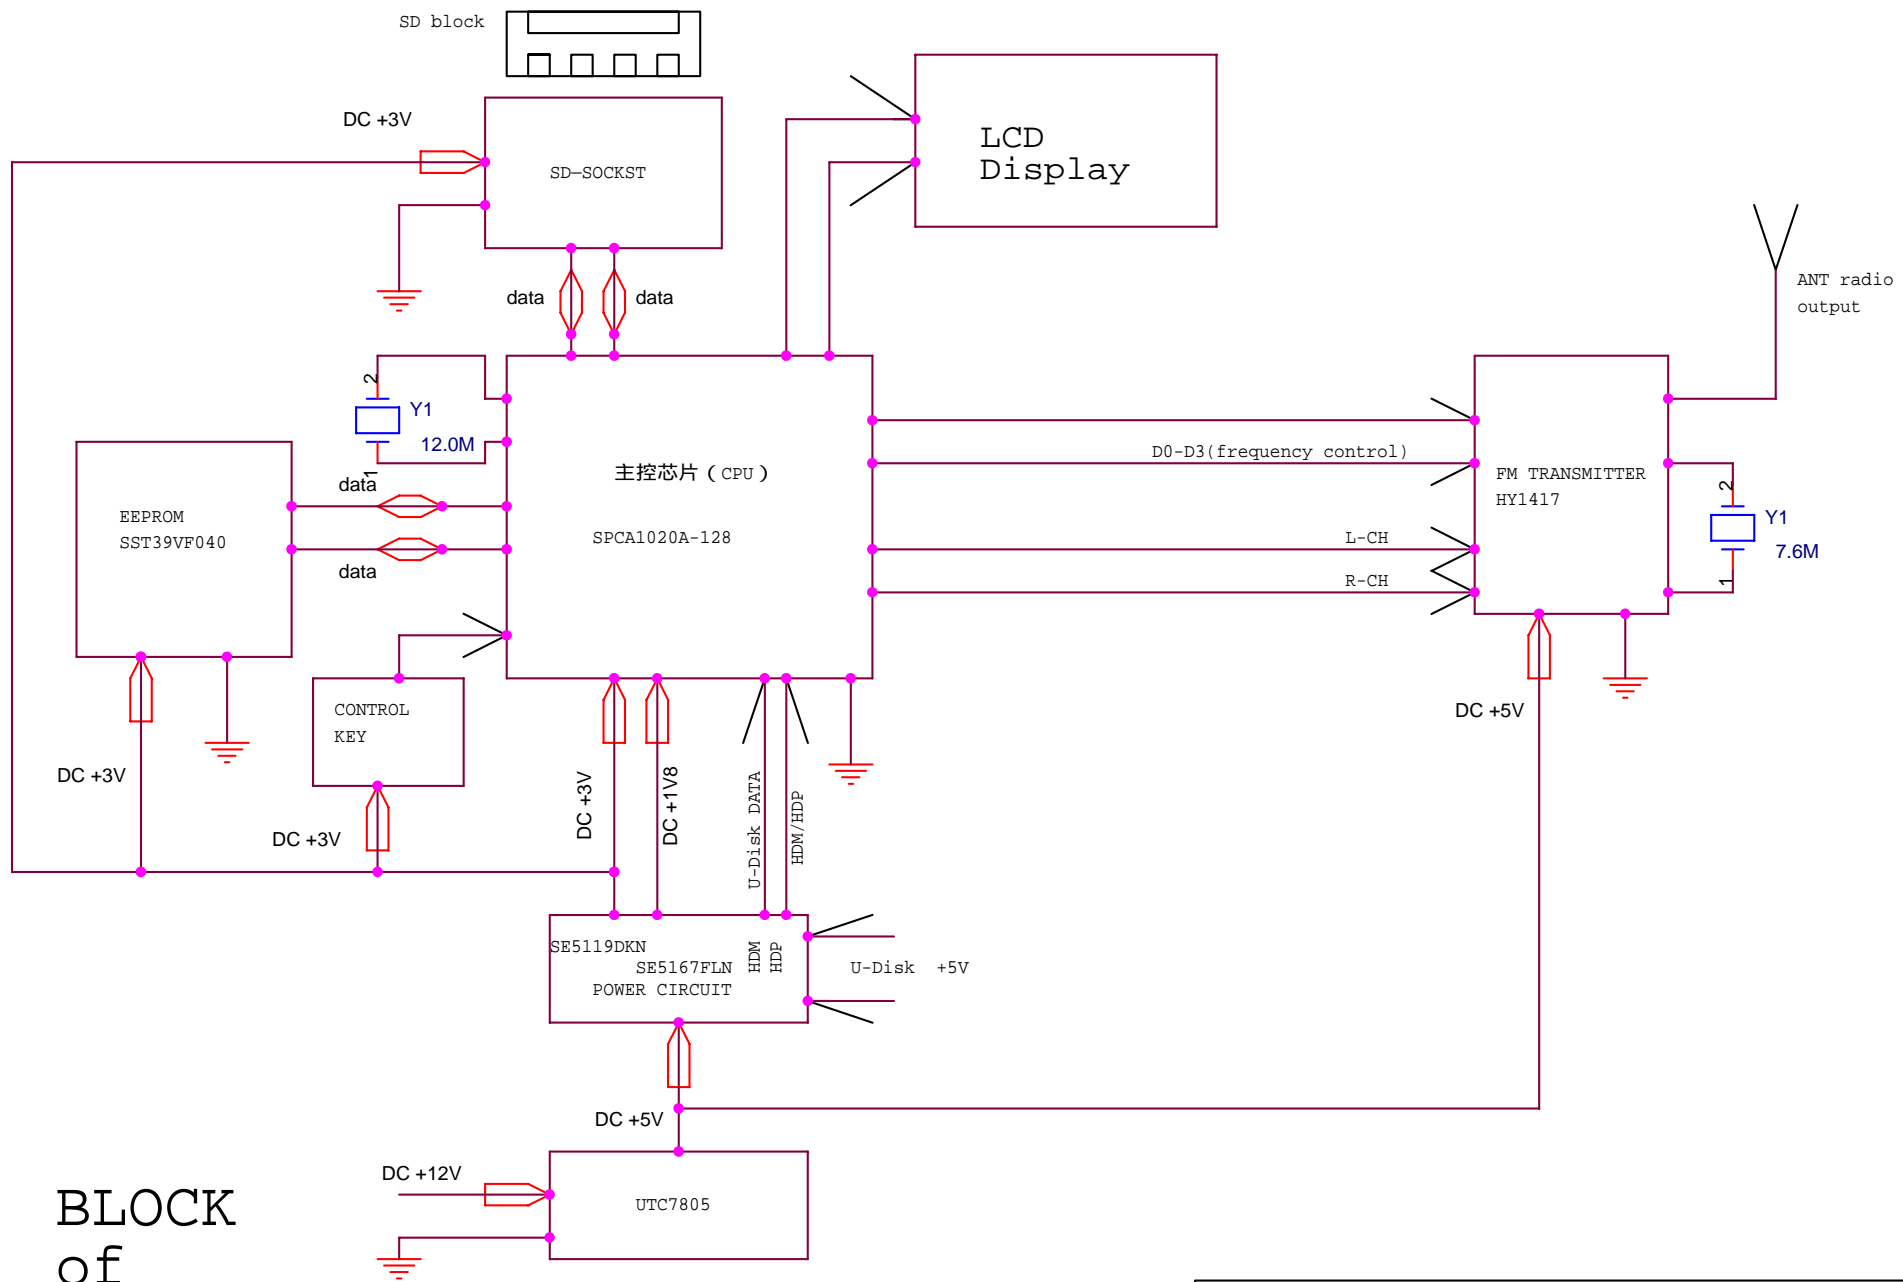 SD block
DC +3V
SD—SOCKST
LCD
Display
data
data
ANT radio
output
2
Y1
12.0M
1
data
EEPROM
SST39VF040
data
主控芯片（CPU）
SPCA1020A-128
D0-D3(frequency control)
L-CH
R-CH
FM TRANSMITTER
HY1417
2
Y1
7.6M
1
DC +5V
CONTROL
KEY
DC +3V
DC +3V
DC +3V
DC +1V8
U-Disk DATA
HDM/HDP
SE5119DKN
SE5167FLN
POWER CIRCUIT
HDM
HDP
U-Disk +5V
DC +5V
DC +12V
UTC7805
BLOCK
of